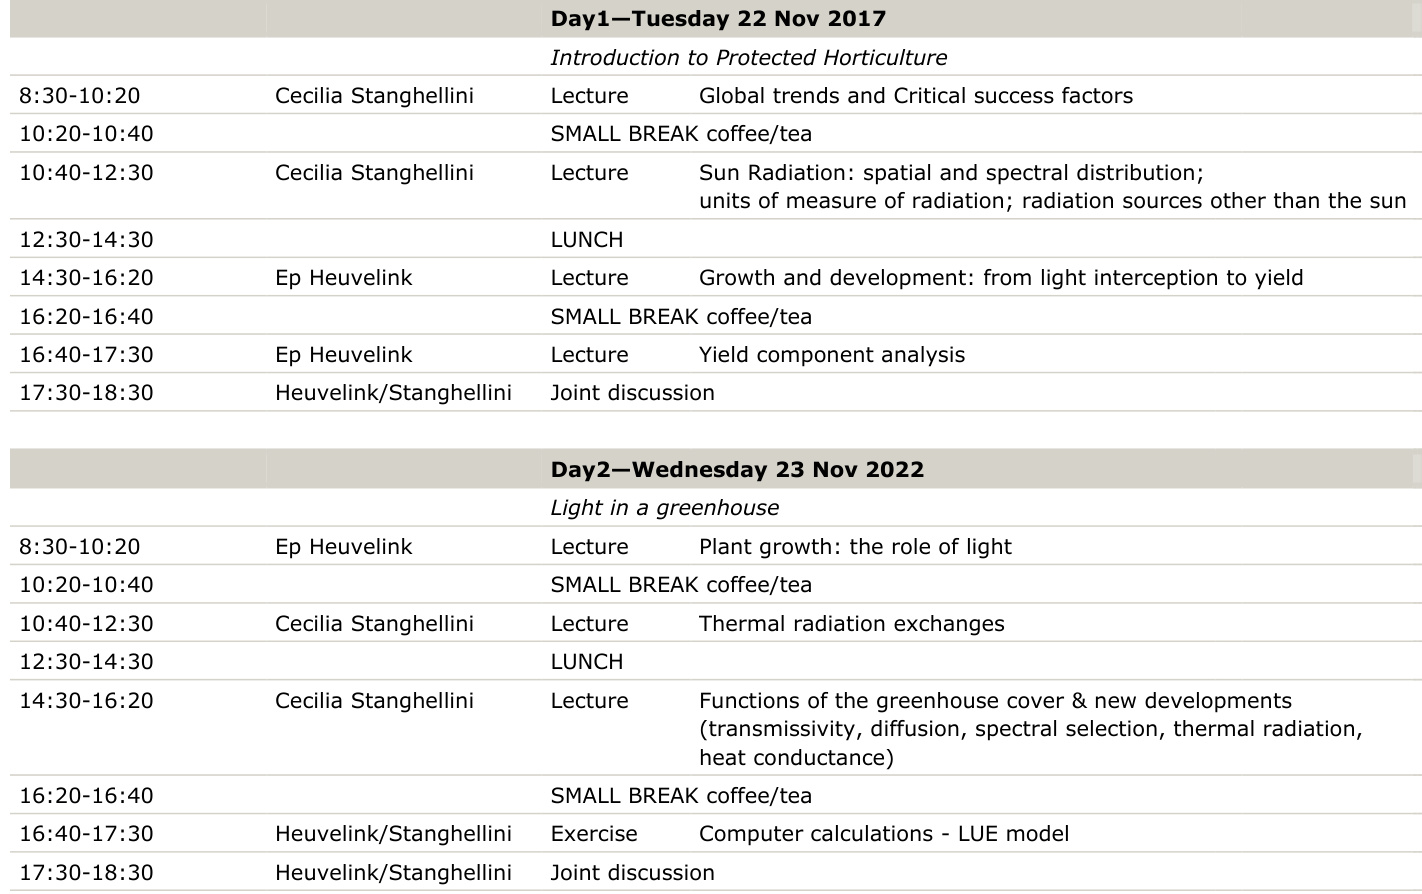 Day1—Tuesday 22 Nov 2017
Introduction to Protected Horticulture
8:30-10:20 Cecilia Stanghellini Lecture Global trends and Critical success factors
10:20-10:40 SMALL BREAK coffee/tea
10:40-12:30 Cecilia Stanghellini Lecture Sun Radiation: spatial and spectral distribution;
units of measure of radiation; radiation sources other than the sun
12:30-14:30 LUNCH
14:30-16:20 Ep Heuvelink Lecture Growth and development: from light interception to yield
16:20-16:40 SMALL BREAK coffee/tea
16:40-17:30 Ep Heuvelink Lecture Yield component analysis
17:30-18:30 Heuvelink/Stanghellini Joint discussion
Day2—Wednesday 23 Nov 2022
Light in a greenhouse
8:30-10:20 Ep Heuvelink Lecture Plant growth: the role of light
10:20-10:40 SMALL BREAK coffee/tea
10:40-12:30 Cecilia Stanghellini Lecture Thermal radiation exchanges
12:30-14:30 LUNCH
14:30-16:20 Cecilia Stanghellini Lecture Functions of the greenhouse cover & new developments
(transmissivity, diffusion, spectral selection, thermal radiation,
heat conductance)
16:20-16:40 SMALL BREAK coffee/tea
16:40-17:30 Heuvelink/Stanghellini Exercise Computer calculations - LUE model
17:30-18:30 Heuvelink/Stanghellini Joint discussion